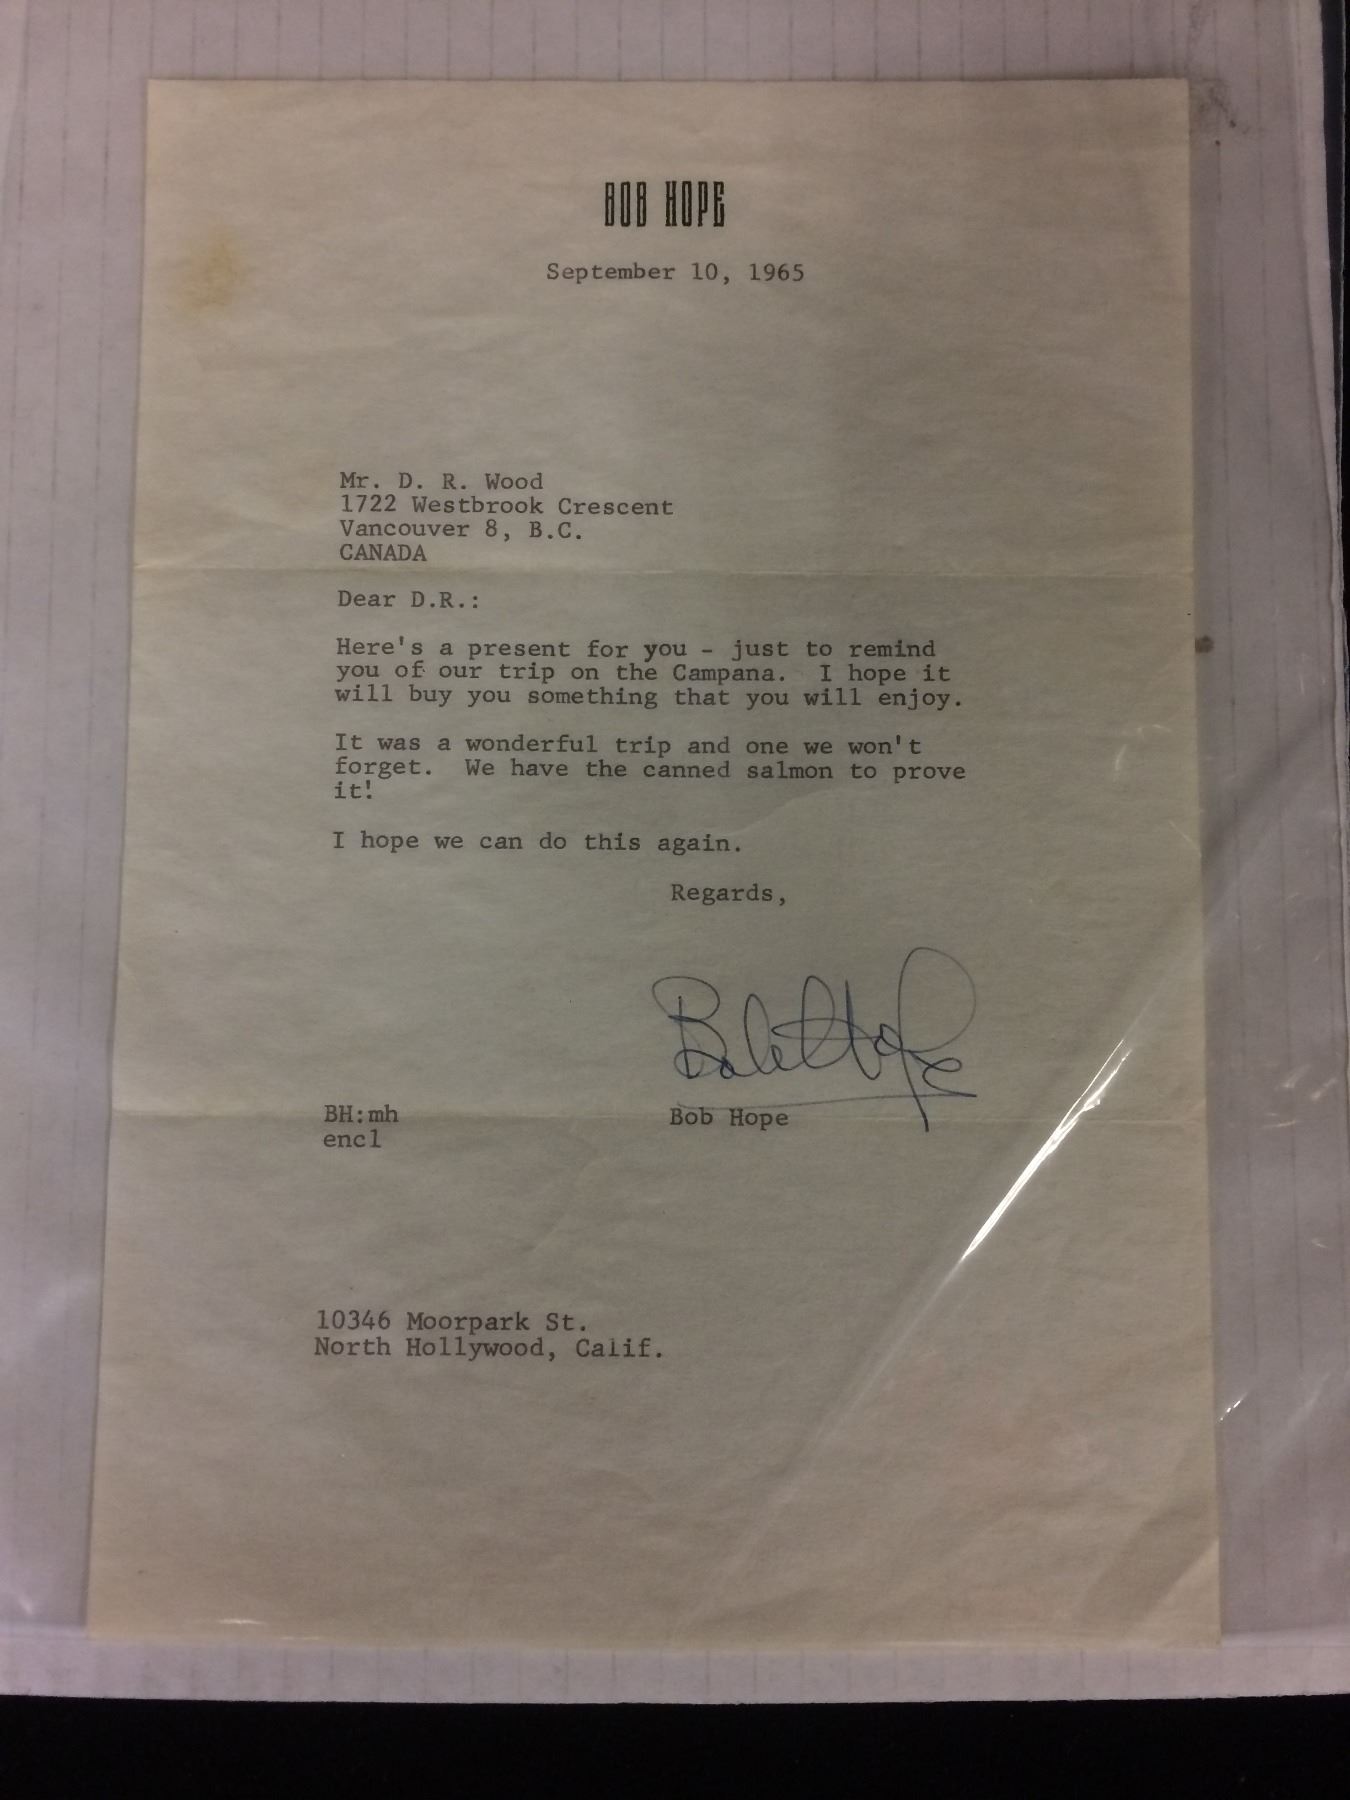 BOB HOPE
September 10, 1965
Mr. D. R. Wood
1722 Westbrook Crescent
Vancouver 8, B.C.
CANADA
Dear D.R.:
Here's a present for you - just to remind
you of our trip on the Campana.  I hope it
will buy you something that you will enjoy.
It was a wonderful trip and one we won't
forget.  We have the canned salmon to prove
it!
I hope we can do this again.
Regards,
Bob Hope
BH:mh
Bob Hope
encl
10346 Moorpark St.
North Hollywood, Calif.